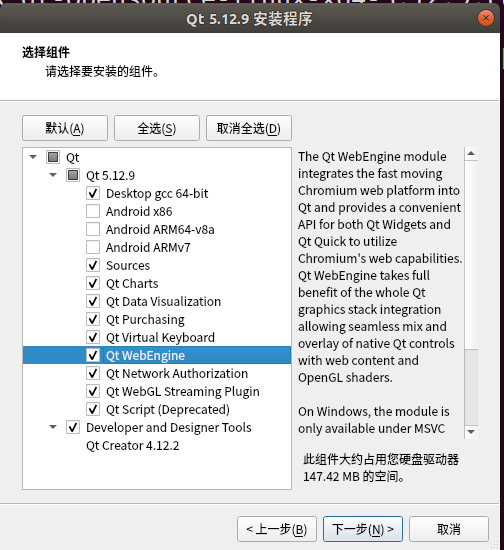 Qt 5.12.9 安装程序
选择组件
请选择要安装的组件。
默认(A)
全选(S)
取消全选(D)
Qt
Qt 5.12.9
Desktop gcc 64-bit
Android x86
Android ARM64-v8a
Android ARMv7
Sources
Qt Charts
Qt Data Visualization
Qt Purchasing
Qt Virtual Keyboard
Qt WebEngine
Qt Network Authorization
Qt WebGL Streaming Plugin
Qt Script (Deprecated)
Developer and Designer Tools
Qt Creator 4.12.2
The Qt WebEngine module
integrates the fast moving
Chromium web platform into
Qt and provides a convenient
API for both Qt Widgets and
Qt Quick to utilize
Chromium's web capabilities.
Qt WebEngine takes full
benefit of the whole Qt
graphics stack integration
allowing seamless mix and
overlay of native Qt controls
with web content and
OpenGL shaders.
On Windows, the module is
only available under MSVC
此组件大约占用您硬盘驱动器
147.42 MB 的空间。
< 上一步(B)
下一步(N) >
取消